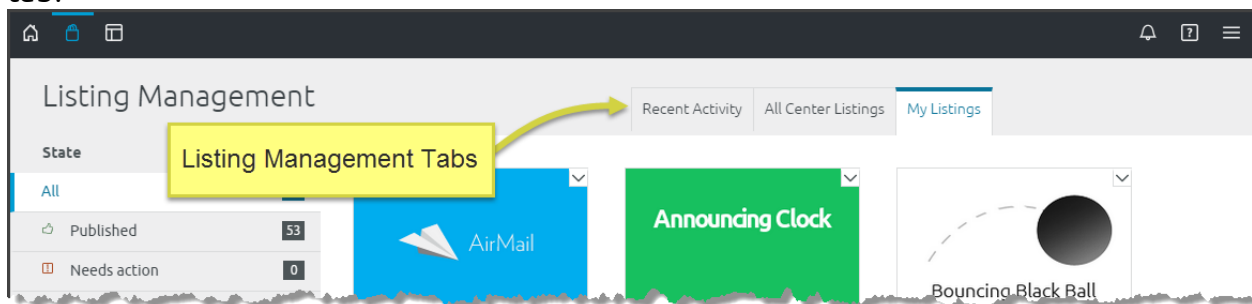 Listing Management
Recent Activity
All Center Listings
My Listings
Listing Management Tabs
State
All
Published
53
Needs action
0
AirMail
Announcing Clock
Bouncing Black Ball